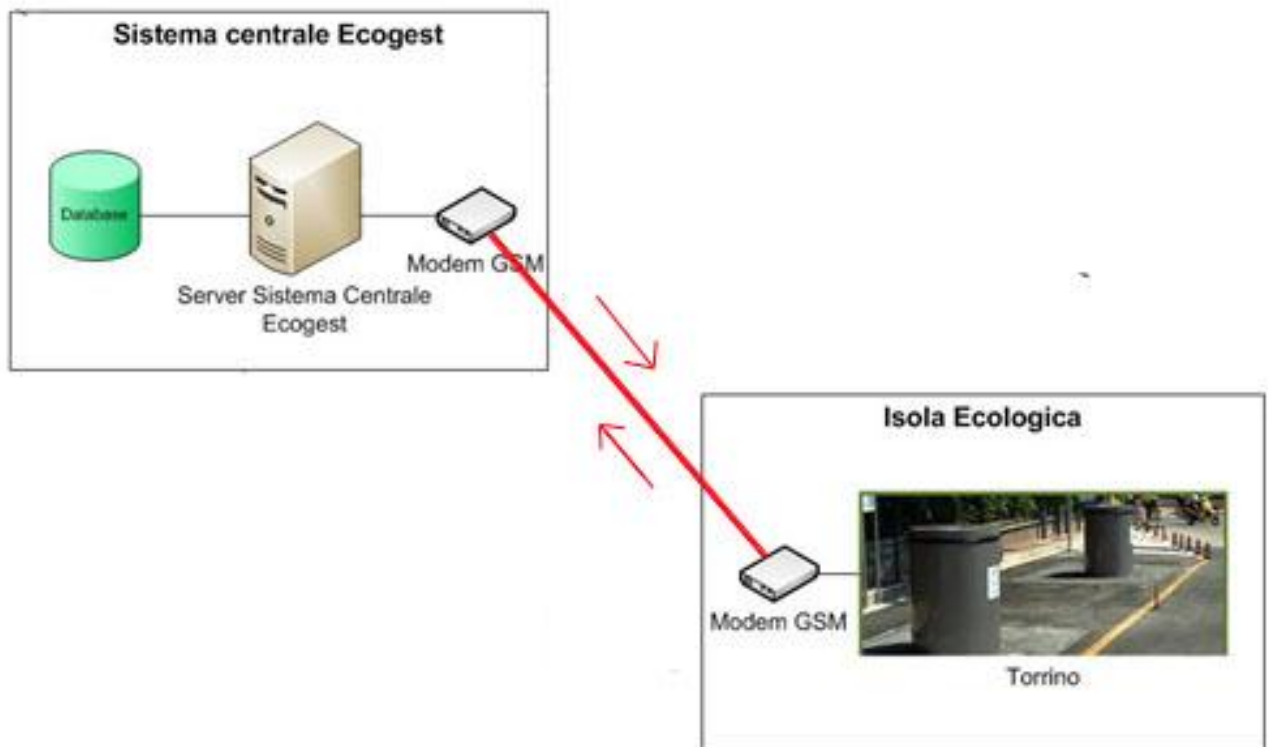 Sistema centrale Ecogest
Database
Modem GSM
Server Sistema Centrale
Ecogest
Isola Ecologica
Modem GSM
Torrino